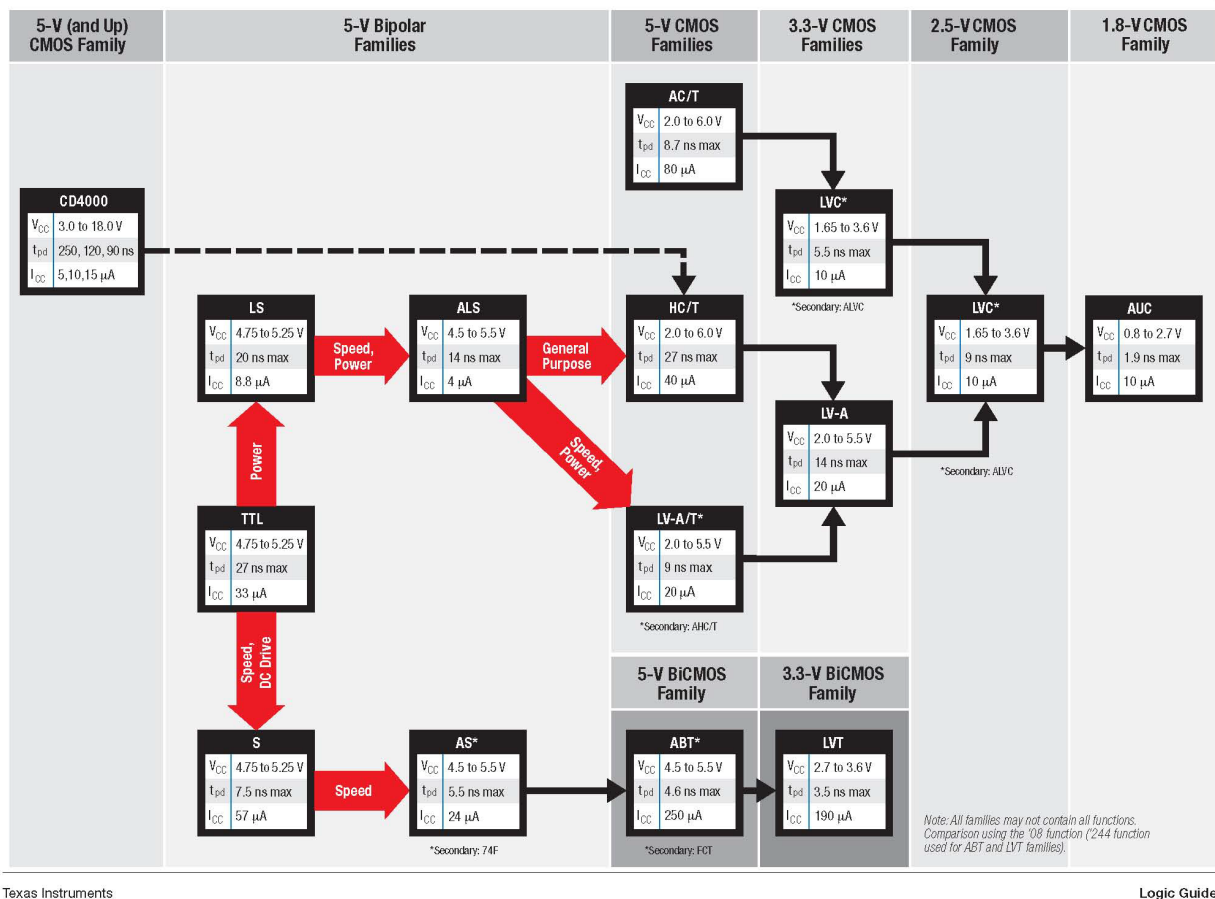 5-V (and Up)
CMOS Family
5-V Bipolar
Families
5-V CMOS
Families
3.3-V CMOS
Families
2.5-V CMOS
Family
1.8-V CMOS
Family
AC/T
VCC 2.0 to 6.0 V
tpd 8.7 ns max
ICC 80 µA
CD4000
VCC 3.0 to 18.0 V
tpd 250, 120, 90 ns
ICC 5,10,15 µA
LVC*
VCC 1.65 to 3.6 V
tpd 5.5 ns max
ICC 10 µA
*Secondary: ALVC
LS
VCC 4.75 to 5.25 V
tpd 20 ns max
ICC 8.8 µA
Speed,
Power
ALS
VCC 4.5 to 5.5 V
tpd 14 ns max
ICC 4 µA
General
Purpose
HC/T
VCC 2.0 to 6.0 V
tpd 27 ns max
ICC 40 µA
LVC*
VCC 1.65 to 3.6 V
tpd 9 ns max
ICC 10 µA
*Secondary: ALVC
AUC
VCC 0.8 to 2.7 V
tpd 1.9 ns max
ICC 10 µA
Power
Speed,
Power
LV-A
VCC 2.0 to 5.5 V
tpd 14 ns max
ICC 20 µA
TTL
VCC 4.75 to 5.25 V
tpd 27 ns max
ICC 33 µA
LV-A/T*
VCC 2.0 to 5.5 V
tpd 9 ns max
ICC 20 µA
*Secondary: AHC/T
Speed,
DC Drive
5-V BiCMOS
Family
3.3-V BiCMOS
Family
S
VCC 4.75 to 5.25 V
tpd 7.5 ns max
ICC 57 µA
Speed
AS*
VCC 4.5 to 5.5 V
tpd 5.5 ns max
ICC 24 µA
*Secondary: 74F
ABT*
VCC 4.5 to 5.5 V
tpd 4.6 ns max
ICC 250 µA
*Secondary: FCT
LVT
VCC 2.7 to 3.6 V
tpd 3.5 ns max
ICC 190 µA
Note: All families may not contain all functions.
Comparison using the '08 function ('244 function
used for ABT and LVT families).
Texas Instruments
Logic Guide